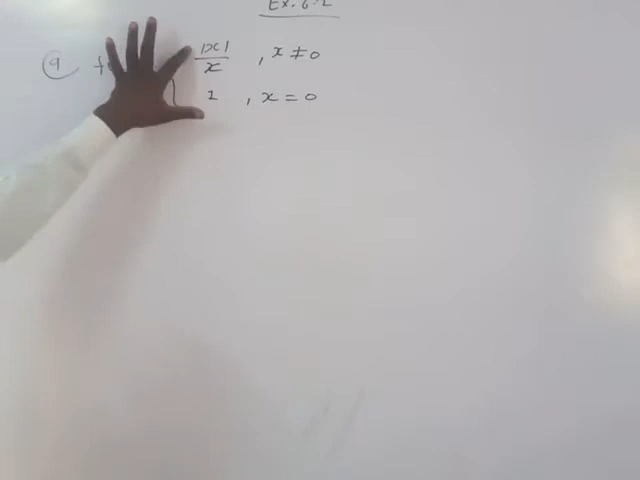 Ex. 6.2
9 f { |x|/x , x ≠ 0
1 , x = 0